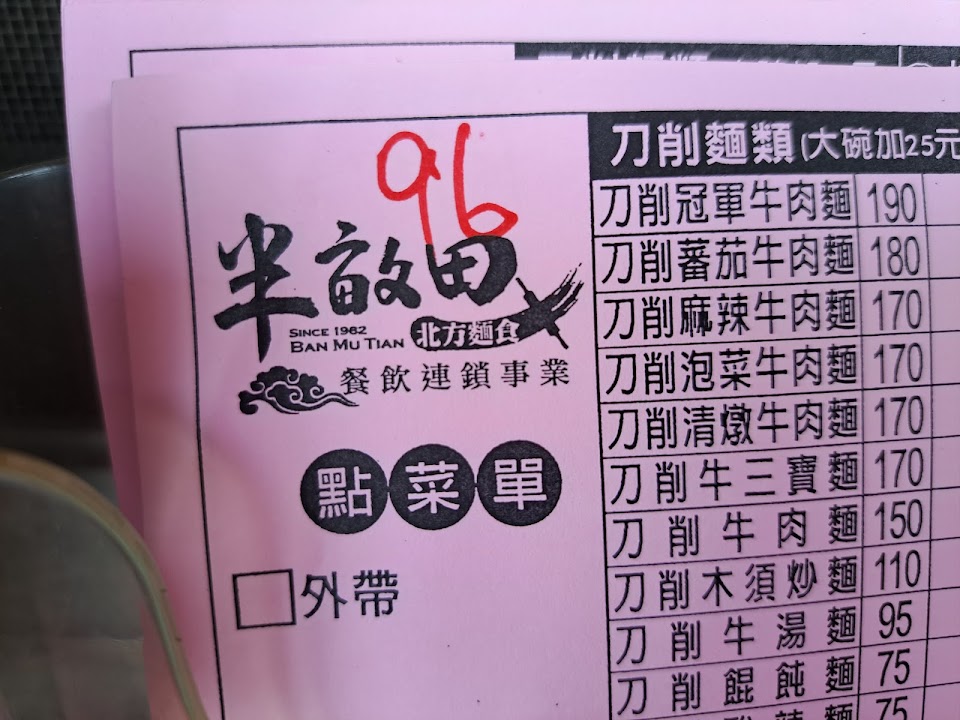 96
半畝田
SINCE 1962
BAN MU TIAN
北方麵食
餐飲連鎖事業
點菜單
外帶
刀削麵類(大碗加25元
刀削冠軍牛肉麵 190
刀削蕃茄牛肉麵 180
刀削麻辣牛肉麵 170
刀削泡菜牛肉麵 170
刀削清燉牛肉麵 170
刀削牛三寶麵 170
刀削牛肉麵 150
刀削木須炒麵 110
刀削牛湯麵 95
刀削餛飩麵 75
75